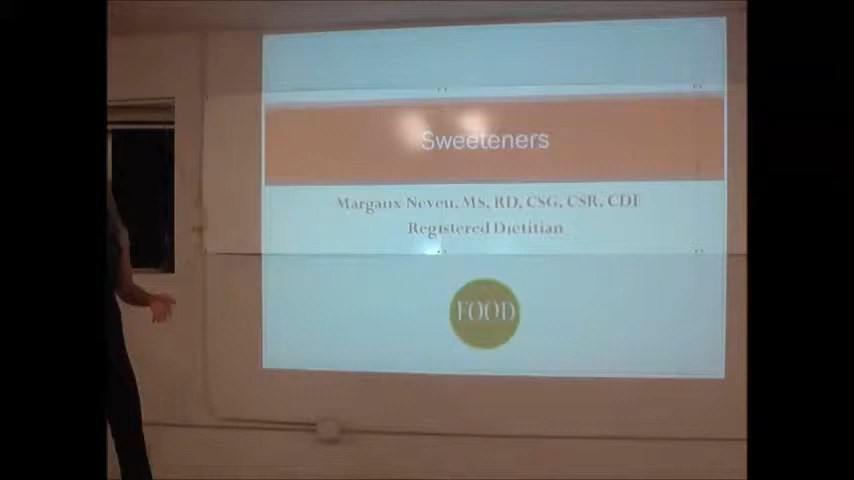 Sweeteners
Margaux Neveu, MS, RD, CSG, CSR, CDE
Registered Dietitian
FOOD